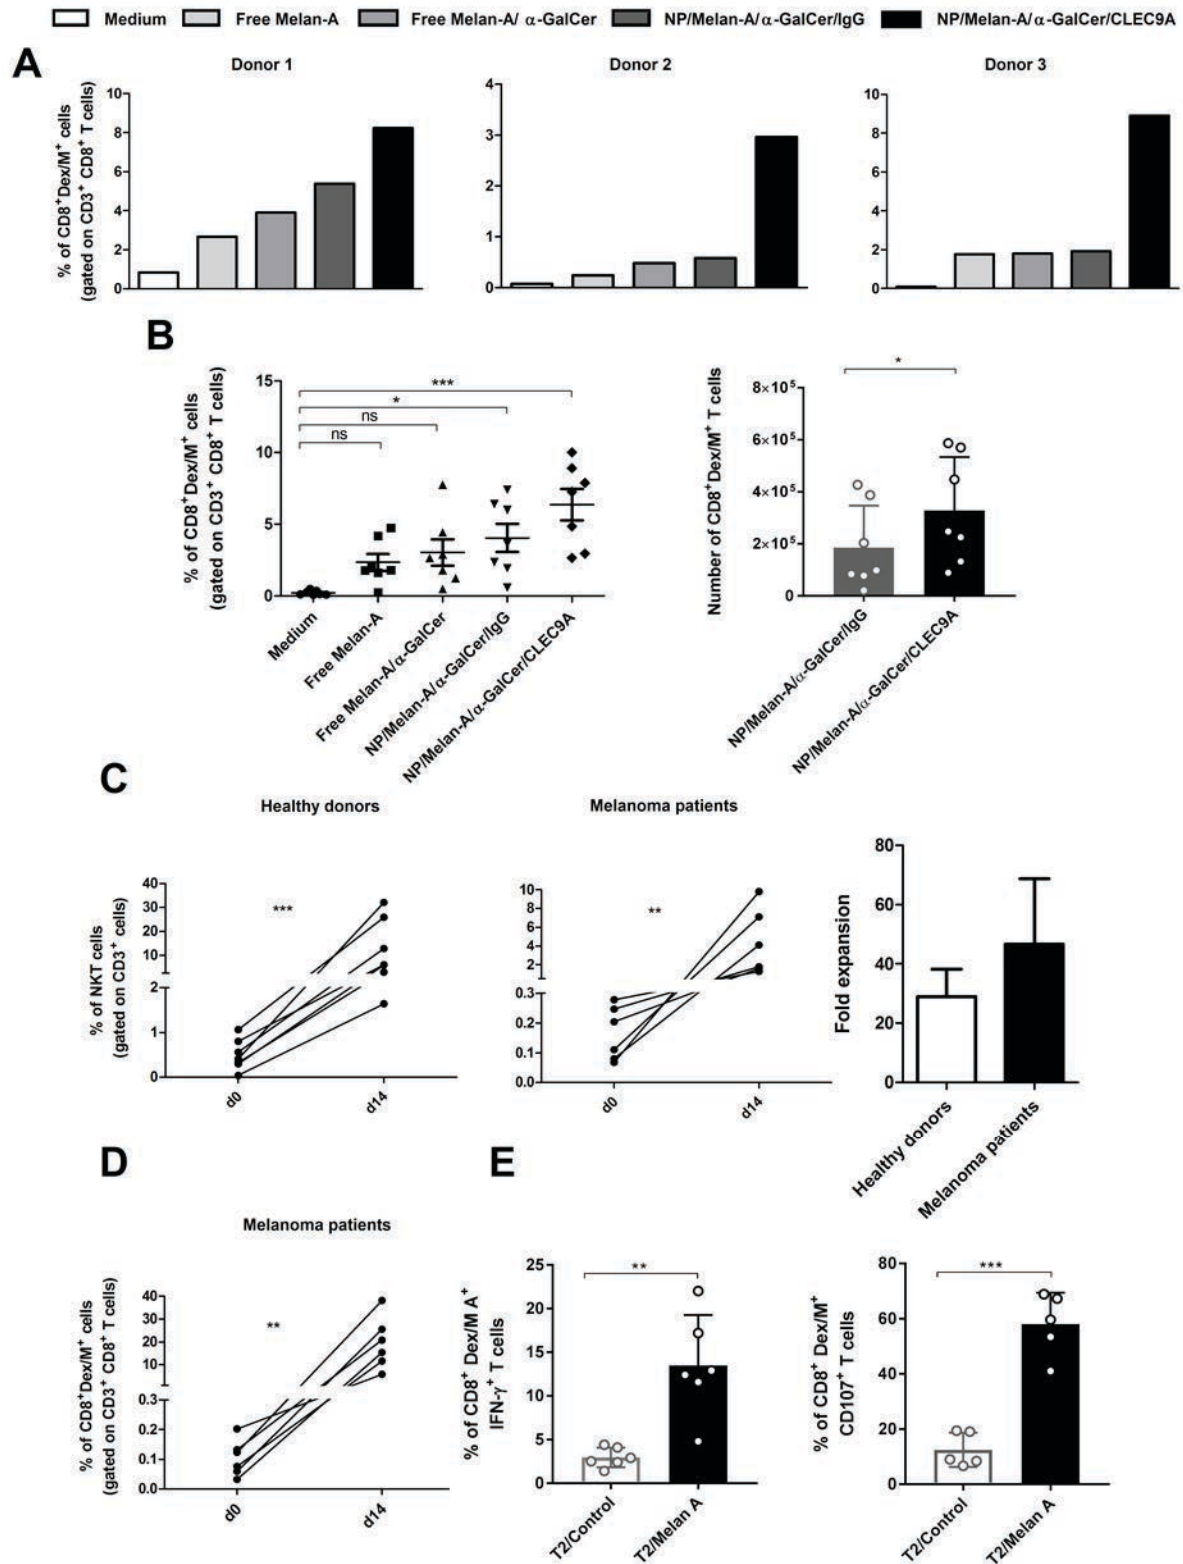 Medium Free Melan-A Free Melan-A/ α-GalCer NP/Melan-A/α-GalCer/IgG NP/Melan-A/α-GalCer/CLEC9A
A
Donor 1
Donor 2
Donor 3
% of CD8+Dex/M+ cells
(gated on CD3+ CD8+ T cells)
10
8
6
4
2
0
4
3
2
1
0
10
8
6
4
2
0
B
% of CD8+Dex/M+ cells
(gated on CD3+ CD8+ T cells)
15
10
5
0
***
*
ns
ns
Medium
Free Melan-A
Free Melan-A/α-GalCer
NP/Melan-A/α-GalCer/IgG
NP/Melan-A/α-GalCer/CLEC9A
Number of CD8+Dex/M+ T cells
8×10⁵
6×10⁵
4×10⁵
2×10⁵
0
*
NP/Melan-A/α-GalCer/IgG
NP/Melan-A/α-GalCer/CLEC9A
C
Healthy donors
% of NKT cells
(gated on CD3+ cells)
40
30
20
10
2
1
0
***
d0
d14
Melanoma patients
10
8
6
4
2
0.3
0.2
0.1
0.0
**
d0
d14
Fold expansion
80
60
40
20
0
Healthy donors
Melanoma patients
D
Melanoma patients
% of CD8+Dex/M+ cells
(gated on CD3+ CD8+ T cells)
40
30
20
10
0.3
0.2
0.1
0.0
**
d0
d14
E
% of CD8+ Dex/M A+
IFN-γ+ T cells
25
20
15
10
5
0
**
T2/Control
T2/Melan A
% of CD8+ Dex/M+
CD107+ T cells
80
60
40
20
0
***
T2/Control
T2/Melan A